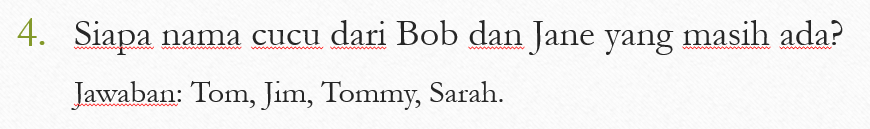 4. Siapa nama cucu dari Bob dan Jane yang masih ada?
Jawaban: Tom, Jim, Tommy, Sarah.